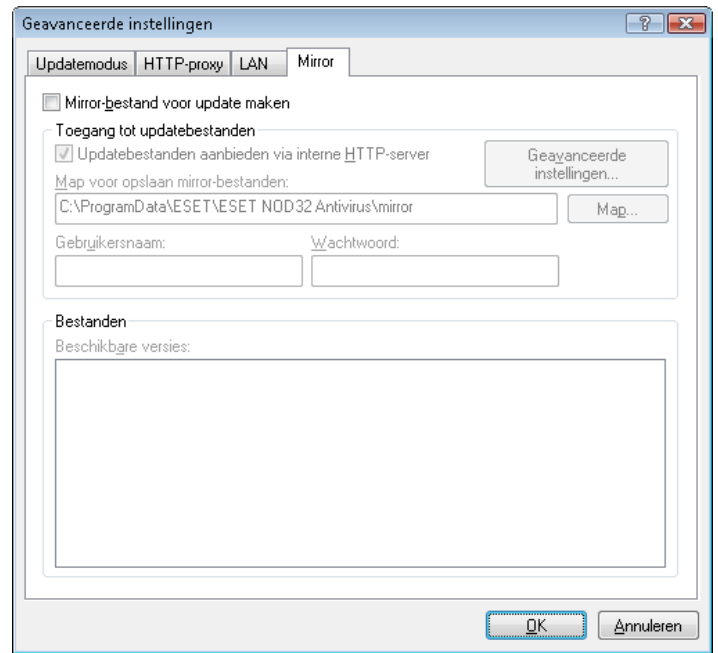 Geavanceerde instellingen
Updatemodus HTTP-proxy LAN Mirror
Mirror-bestand voor update maken
Toegang tot updatebestanden
Updatebestanden aanbieden via interne HTTP-server
Geavanceerde
instellingen...
Map voor opslaan mirror-bestanden:
C:\ProgramData\ESET\ESET NOD32 Antivirus\mirror
Map...
Gebruikersnaam: Wachtwoord:
Bestanden
Beschikbare versies:
OK Annuleren